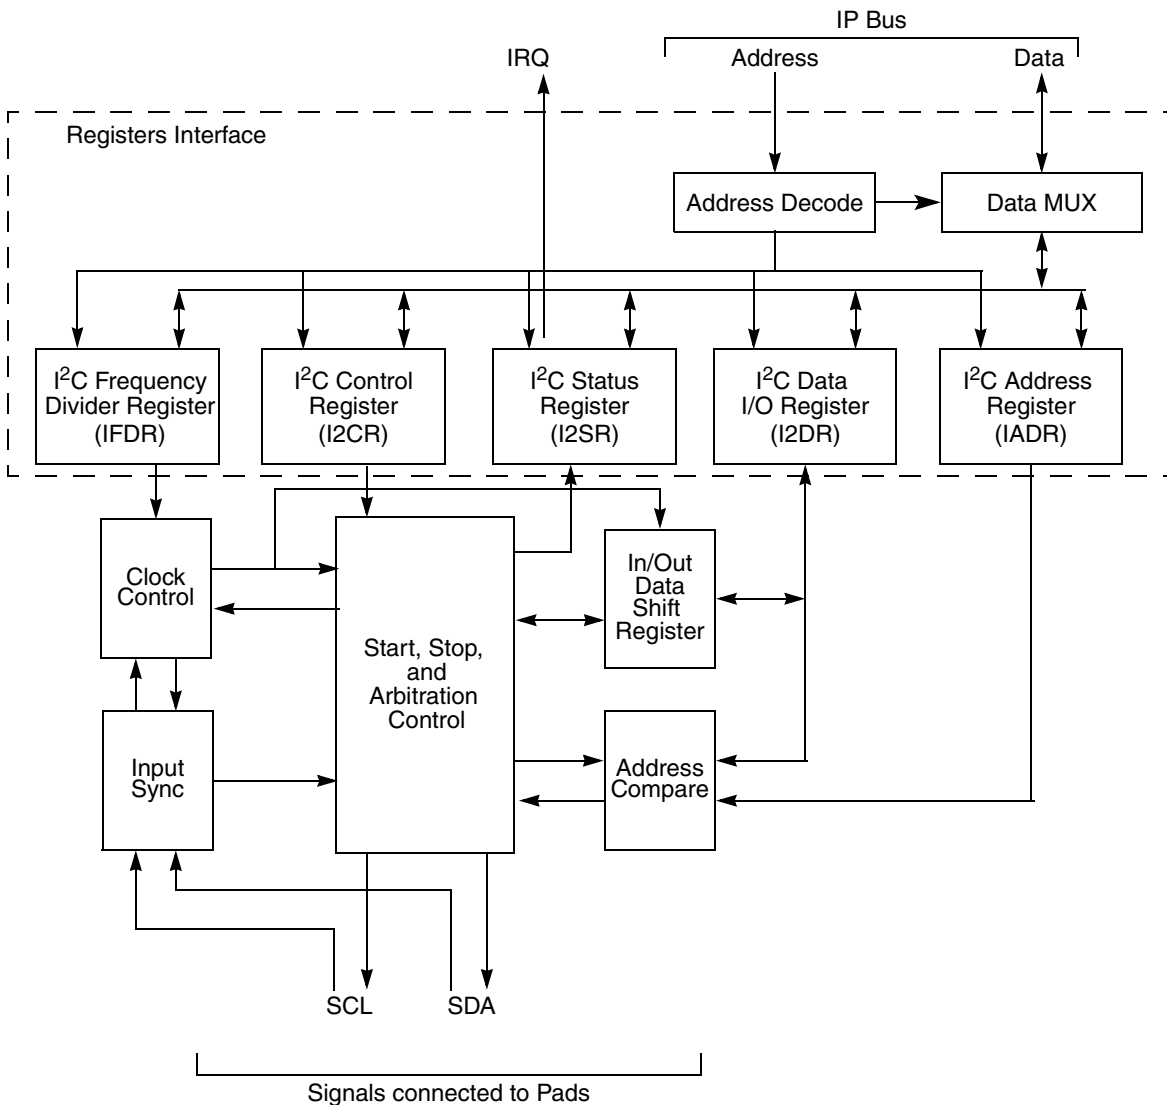 IP Bus
IRQ
Address
Data
Registers Interface
Address Decode
Data MUX
I²C Frequency
Divider Register
(IFDR)
I²C Control
Register
(I2CR)
I²C Status
Register
(I2SR)
I²C Data
I/O Register
(I2DR)
I²C Address
Register
(IADR)
Clock
Control
In/Out
Data
Shift
Register
Start, Stop,
and
Arbitration
Control
Input
Sync
Address
Compare
SCL
SDA
Signals connected to Pads